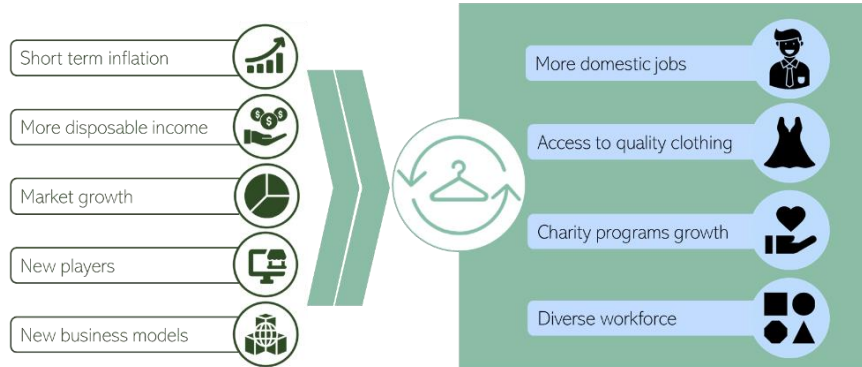 Short term inflation
More disposable income
Market growth
New players
New business models
More domestic jobs
Access to quality clothing
Charity programs growth
Diverse workforce